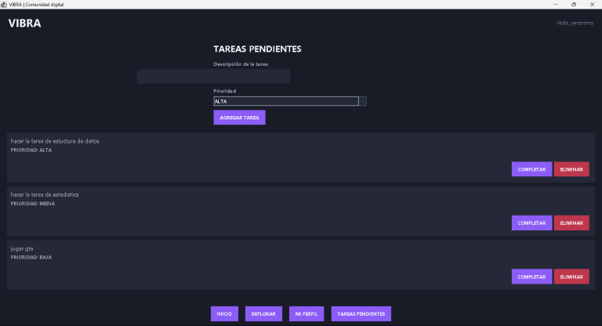 VIBRA | Comunidad digital
VIBRA
Hola, jeronimo
TAREAS PENDIENTES
Descripción de la tarea
Prioridad
ALTA
AGREGAR TAREA
hacer la tarea de estuctura de datos
PRIORIDAD: ALTA
COMPLETAR ELIMINAR
hacer la tarea de estadistica
PRIORIDAD: MEDIA
COMPLETAR ELIMINAR
jugar gta
PRIORIDAD: BAJA
COMPLETAR ELIMINAR
INICIO EXPLORAR MI PERFIL TAREAS PENDIENTES